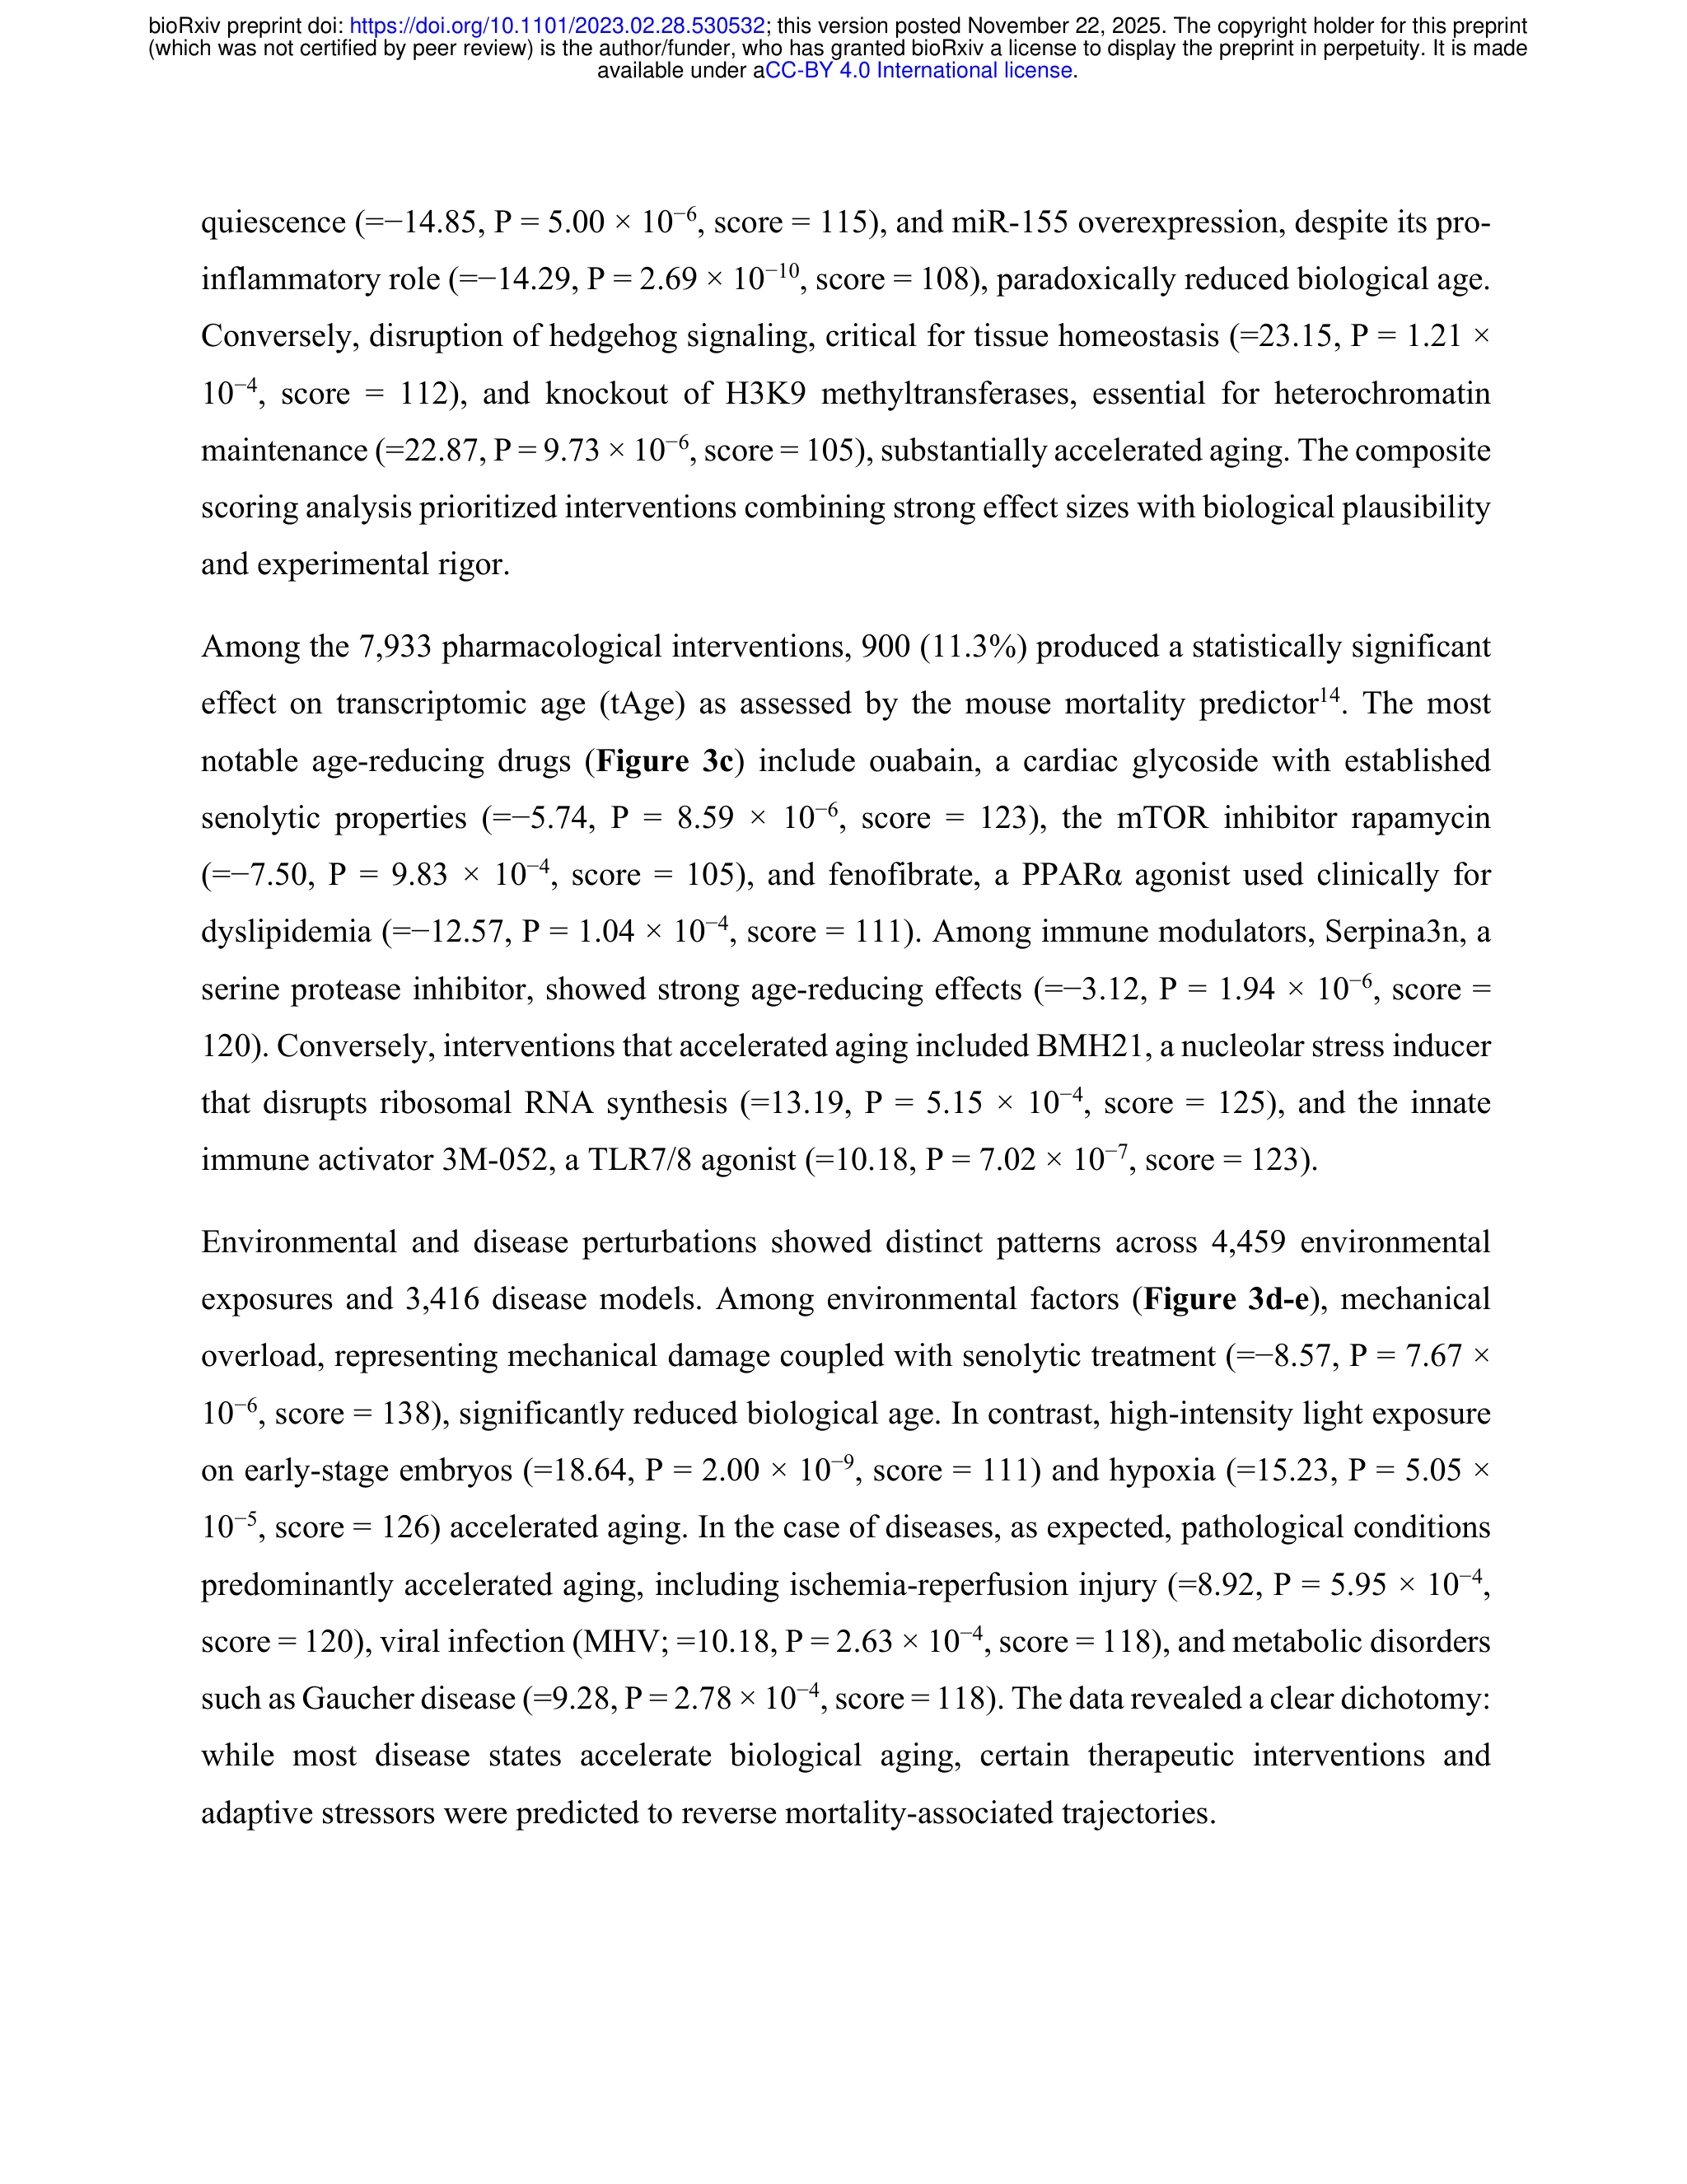 bioRxiv preprint doi: https://doi.org/10.1101/2023.02.28.530532; this version posted November 22, 2025. The copyright holder for this preprint
(which was not certified by peer review) is the author/funder, who has granted bioRxiv a license to display the preprint in perpetuity. It is made
available under aCC-BY 4.0 International license.
quiescence (=−14.85, P = 5.00 × 10⁻⁶, score = 115), and miR-155 overexpression, despite its pro-
inflammatory role (=−14.29, P = 2.69 × 10⁻¹⁰, score = 108), paradoxically reduced biological age.
Conversely, disruption of hedgehog signaling, critical for tissue homeostasis (=23.15, P = 1.21 ×
10⁻⁴, score = 112), and knockout of H3K9 methyltransferases, essential for heterochromatin
maintenance (=22.87, P = 9.73 × 10⁻⁶, score = 105), substantially accelerated aging. The composite
scoring analysis prioritized interventions combining strong effect sizes with biological plausibility
and experimental rigor.
Among the 7,933 pharmacological interventions, 900 (11.3%) produced a statistically significant
effect on transcriptomic age (tAge) as assessed by the mouse mortality predictor¹⁴. The most
notable age-reducing drugs (Figure 3c) include ouabain, a cardiac glycoside with established
senolytic properties (=−5.74, P = 8.59 × 10⁻⁶, score = 123), the mTOR inhibitor rapamycin
(=−7.50, P = 9.83 × 10⁻⁴, score = 105), and fenofibrate, a PPARα agonist used clinically for
dyslipidemia (=−12.57, P = 1.04 × 10⁻⁴, score = 111). Among immune modulators, Serpina3n, a
serine protease inhibitor, showed strong age-reducing effects (=−3.12, P = 1.94 × 10⁻⁶, score =
120). Conversely, interventions that accelerated aging included BMH21, a nucleolar stress inducer
that disrupts ribosomal RNA synthesis (=13.19, P = 5.15 × 10⁻⁴, score = 125), and the innate
immune activator 3M-052, a TLR7/8 agonist (=10.18, P = 7.02 × 10⁻⁷, score = 123).
Environmental and disease perturbations showed distinct patterns across 4,459 environmental
exposures and 3,416 disease models. Among environmental factors (Figure 3d-e), mechanical
overload, representing mechanical damage coupled with senolytic treatment (=−8.57, P = 7.67 ×
10⁻⁶, score = 138), significantly reduced biological age. In contrast, high-intensity light exposure
on early-stage embryos (=18.64, P = 2.00 × 10⁻⁹, score = 111) and hypoxia (=15.23, P = 5.05 ×
10⁻⁵, score = 126) accelerated aging. In the case of diseases, as expected, pathological conditions
predominantly accelerated aging, including ischemia-reperfusion injury (=8.92, P = 5.95 × 10⁻⁴,
score = 120), viral infection (MHV; =10.18, P = 2.63 × 10⁻⁴, score = 118), and metabolic disorders
such as Gaucher disease (=9.28, P = 2.78 × 10⁻⁴, score = 118). The data revealed a clear dichotomy:
while most disease states accelerate biological aging, certain therapeutic interventions and
adaptive stressors were predicted to reverse mortality-associated trajectories.